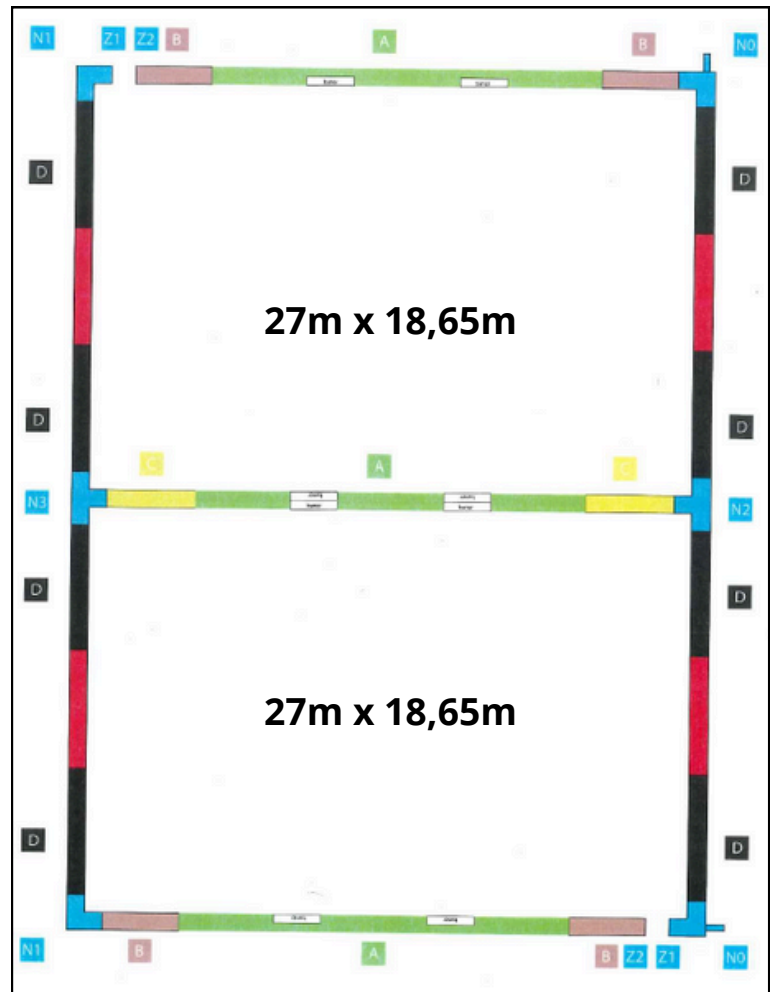 N1 Z1 Z2 B A B N0
D D
27m x 18,65m
D D
C A C
N3 N2
D D
27m x 18,65m
D D
N1 B A B Z2 Z1 N0